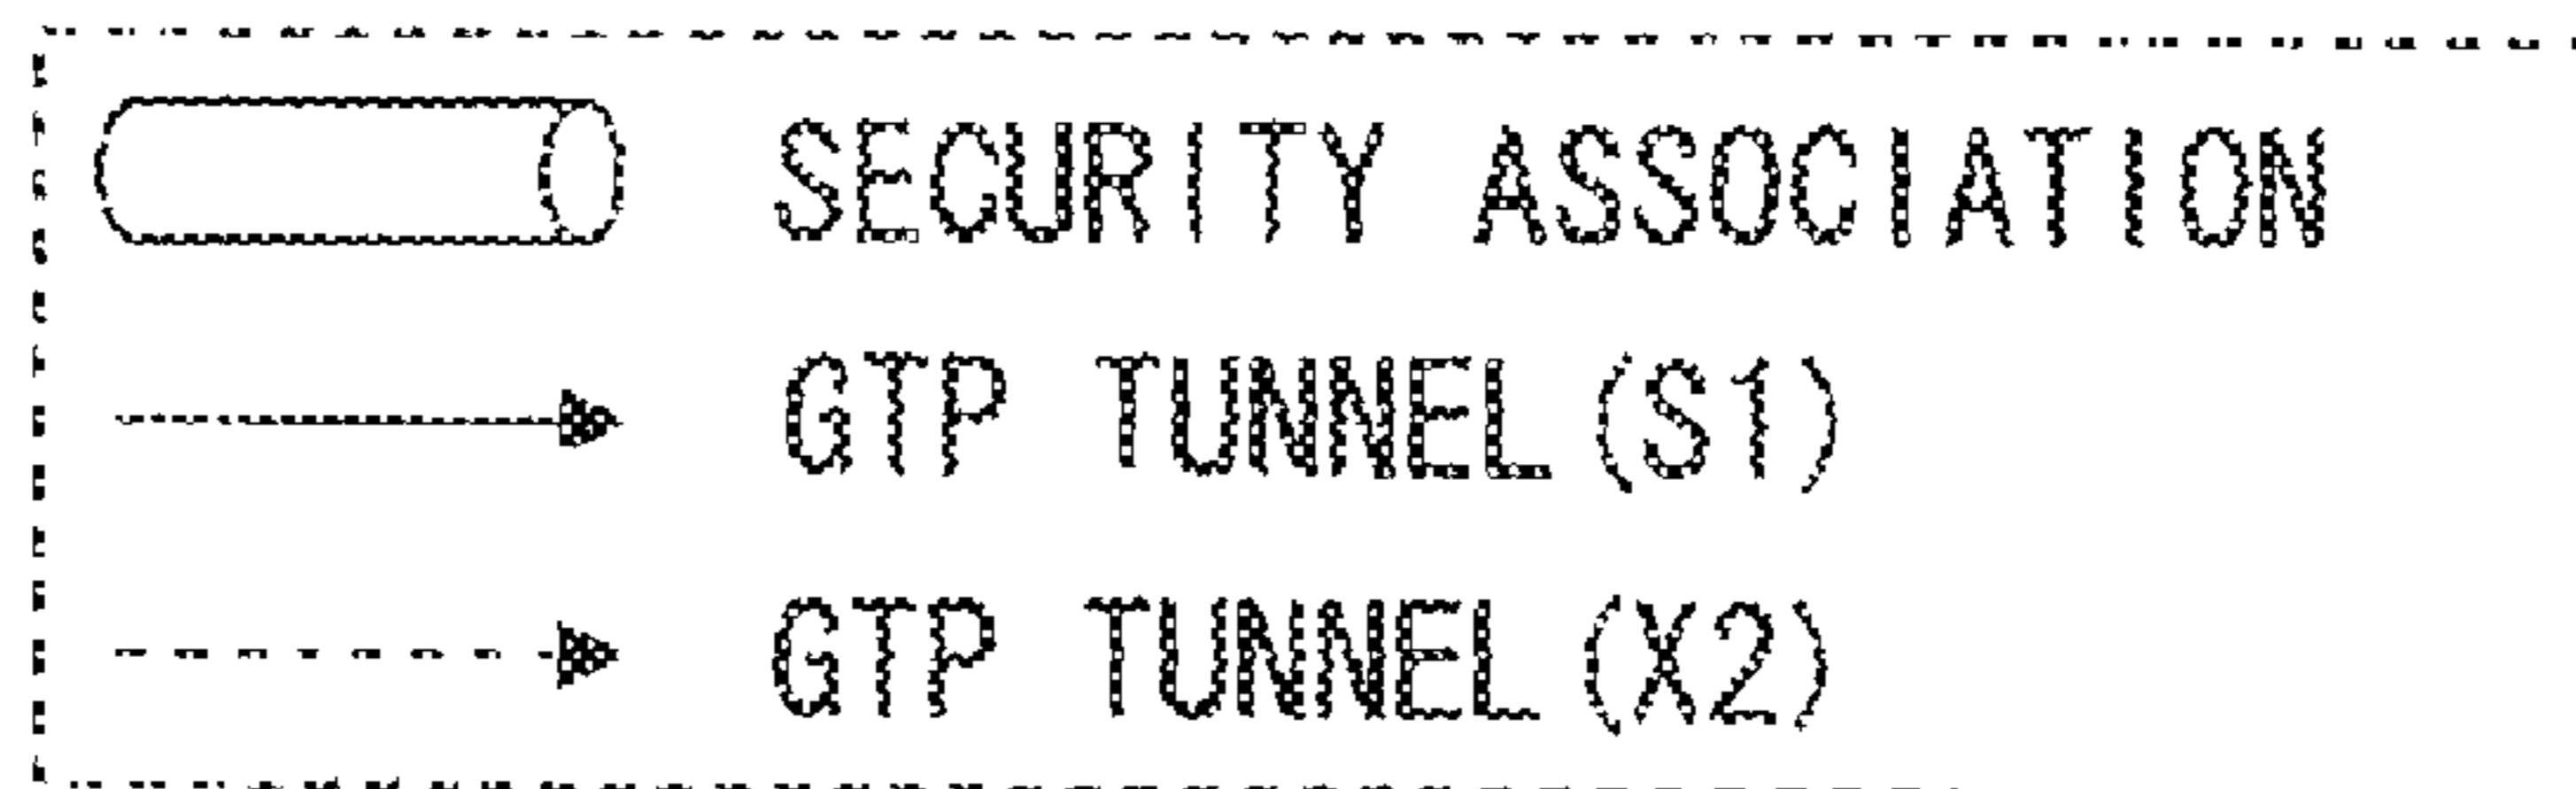 SECURITY ASSOCIATION
GTP TUNNEL(S1)
GTP TUNNEL(X2)